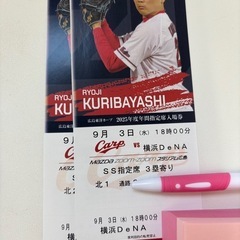 RYOJI
KURIBAYASHI
広島東洋カープ 2025年度年間指定席入場券
9月 3日(水) 18時00分
Carp VS 横浜DeNA
MAZDA Zoom-Zoom スタジアム広島
SS指定席 3塁寄り
北1 通路
9月 3日(水) 18時00分
横浜DeNA